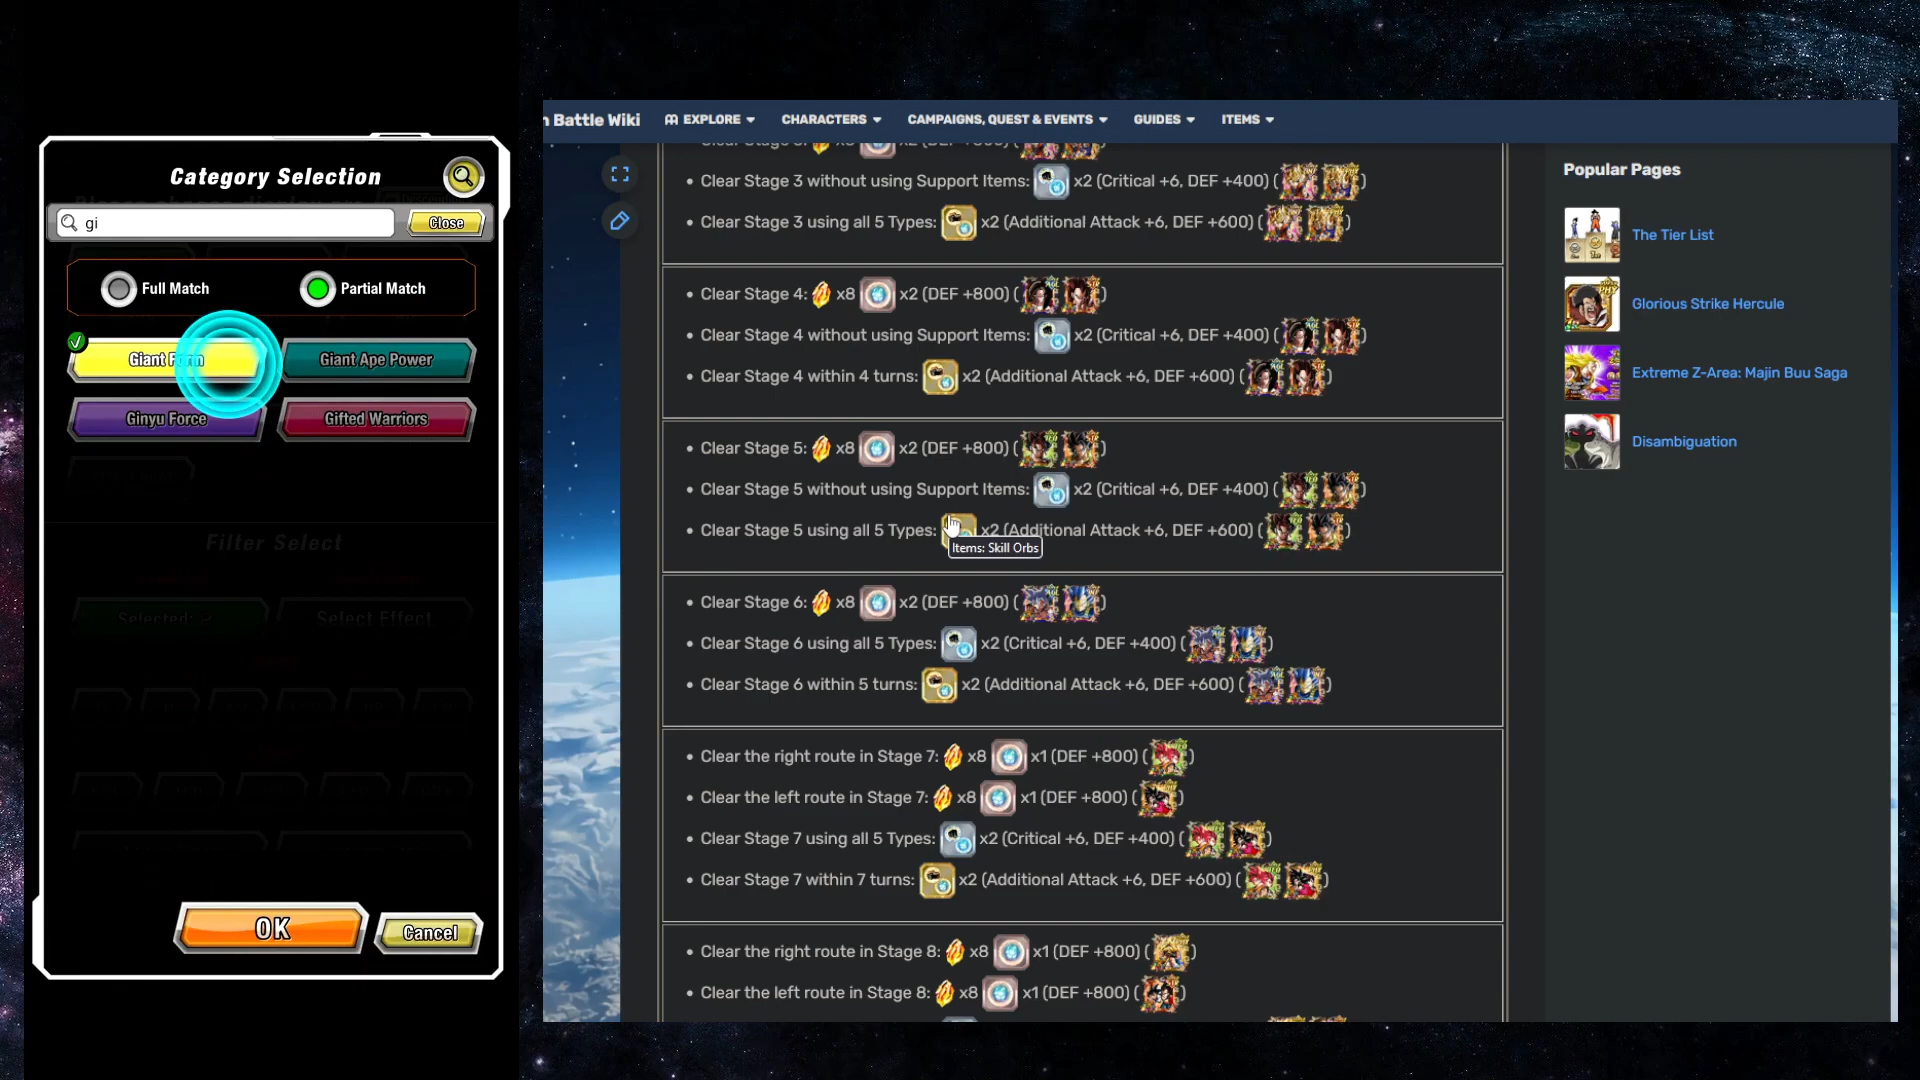 Category Selection
gi
Close
Full Match
Partial Match
Giant Form
Giant Ape Power
Ginyu Force
Gifted Warriors
Filter Select
Selected:
Select Effect
OK
Cancel
n Battle Wiki
EXPLORE
CHARACTERS
CAMPAIGNS, QUEST & EVENTS
GUIDES
ITEMS
• Clear Stage 3 without using Support Items: x2 (Critical +6, DEF +400) ( )
• Clear Stage 3 using all 5 Types: x2 (Additional Attack +6, DEF +600) ( )
• Clear Stage 4: x8 x2 (DEF +800) ( )
• Clear Stage 4 without using Support Items: x2 (Critical +6, DEF +400) ( )
• Clear Stage 4 within 4 turns: x2 (Additional Attack +6, DEF +600) ( )
• Clear Stage 5: x8 x2 (DEF +800) ( )
• Clear Stage 5 without using Support Items: x2 (Critical +6, DEF +400) ( )
• Clear Stage 5 using all 5 Types: x2 (Additional Attack +6, DEF +600) ( )
Items: Skill Orbs
• Clear Stage 6: x8 x2 (DEF +800) ( )
• Clear Stage 6 using all 5 Types: x2 (Critical +6, DEF +400) ( )
• Clear Stage 6 within 5 turns: x2 (Additional Attack +6, DEF +600) ( )
• Clear the right route in Stage 7: x8 x1 (DEF +800) ( )
• Clear the left route in Stage 7: x8 x1 (DEF +800) ( )
• Clear Stage 7 using all 5 Types: x2 (Critical +6, DEF +400) ( )
• Clear Stage 7 within 7 turns: x2 (Additional Attack +6, DEF +600) ( )
• Clear the right route in Stage 8: x8 x1 (DEF +800) ( )
• Clear the left route in Stage 8: x8 x1 (DEF +800) ( )
Popular Pages
The Tier List
Glorious Strike Hercule
Extreme Z-Area: Majin Buu Saga
Disambiguation